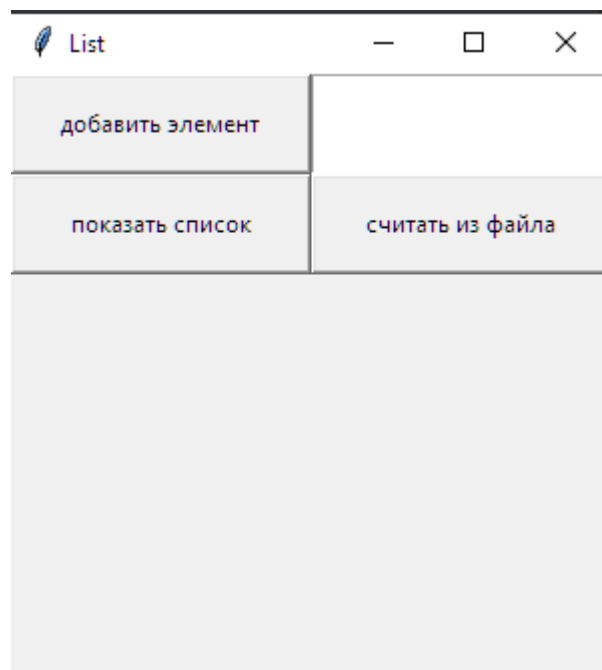 List
добавить элемент
показать список
считать из файла